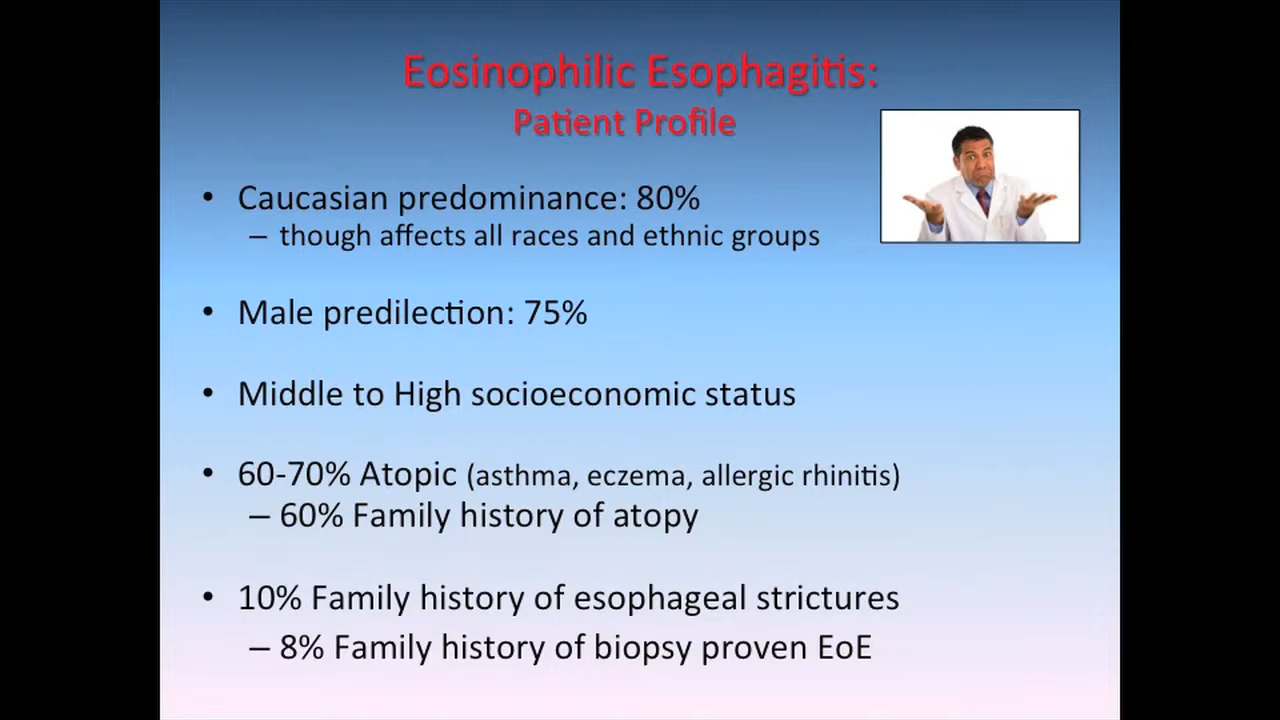 Eosinophilic Esophagitis:
Patient Profile
• Caucasian predominance: 80%
– though affects all races and ethnic groups
• Male predilection: 75%
• Middle to High socioeconomic status
• 60-70% Atopic (asthma, eczema, allergic rhinitis)
– 60% Family history of atopy
• 10% Family history of esophageal strictures
– 8% Family history of biopsy proven EoE